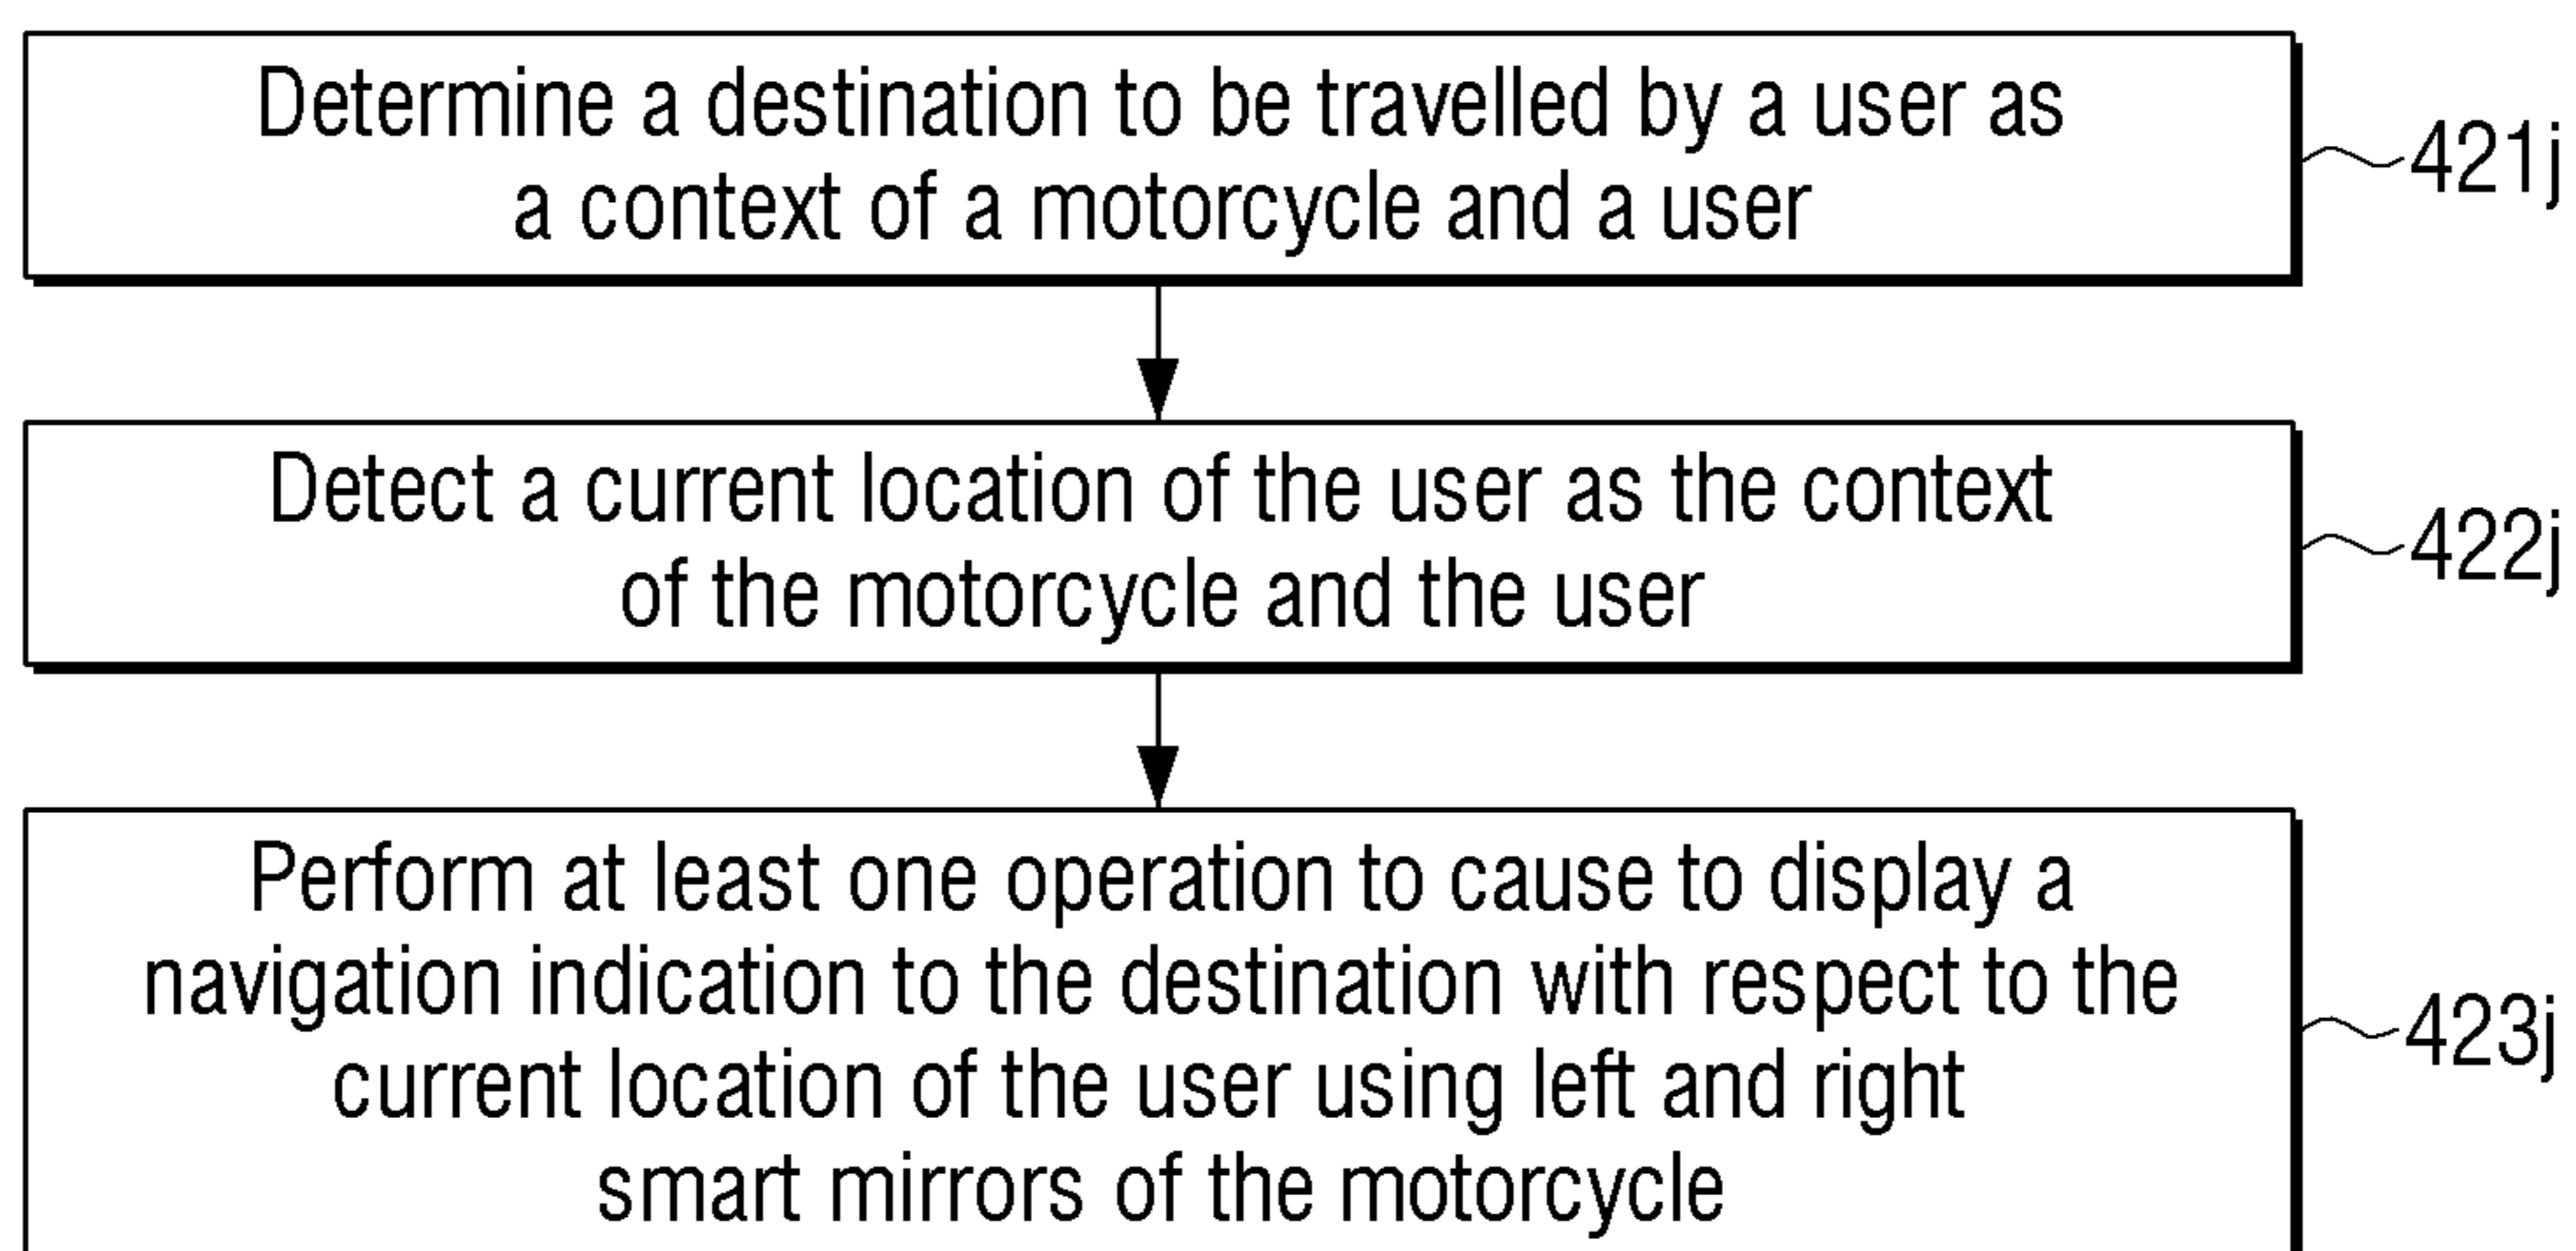 Determine a destination to be travelled by a user as
a context of a motorcycle and a user
421j
Detect a current location of the user as the context
of the motorcycle and the user
422j
Perform at least one operation to cause to display a
navigation indication to the destination with respect to the
current location of the user using left and right
smart mirrors of the motorcycle
423j